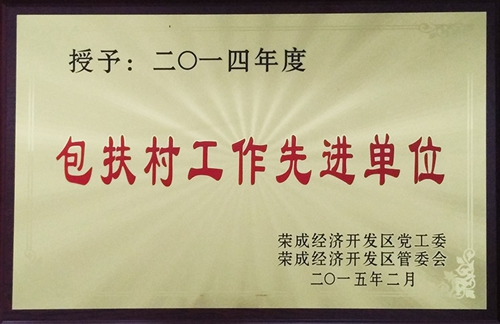 授予：二〇一四年度
包扶村工作先进单位
荣成经济开发区党工委
荣成经济开发区管委会
二〇一五年二月